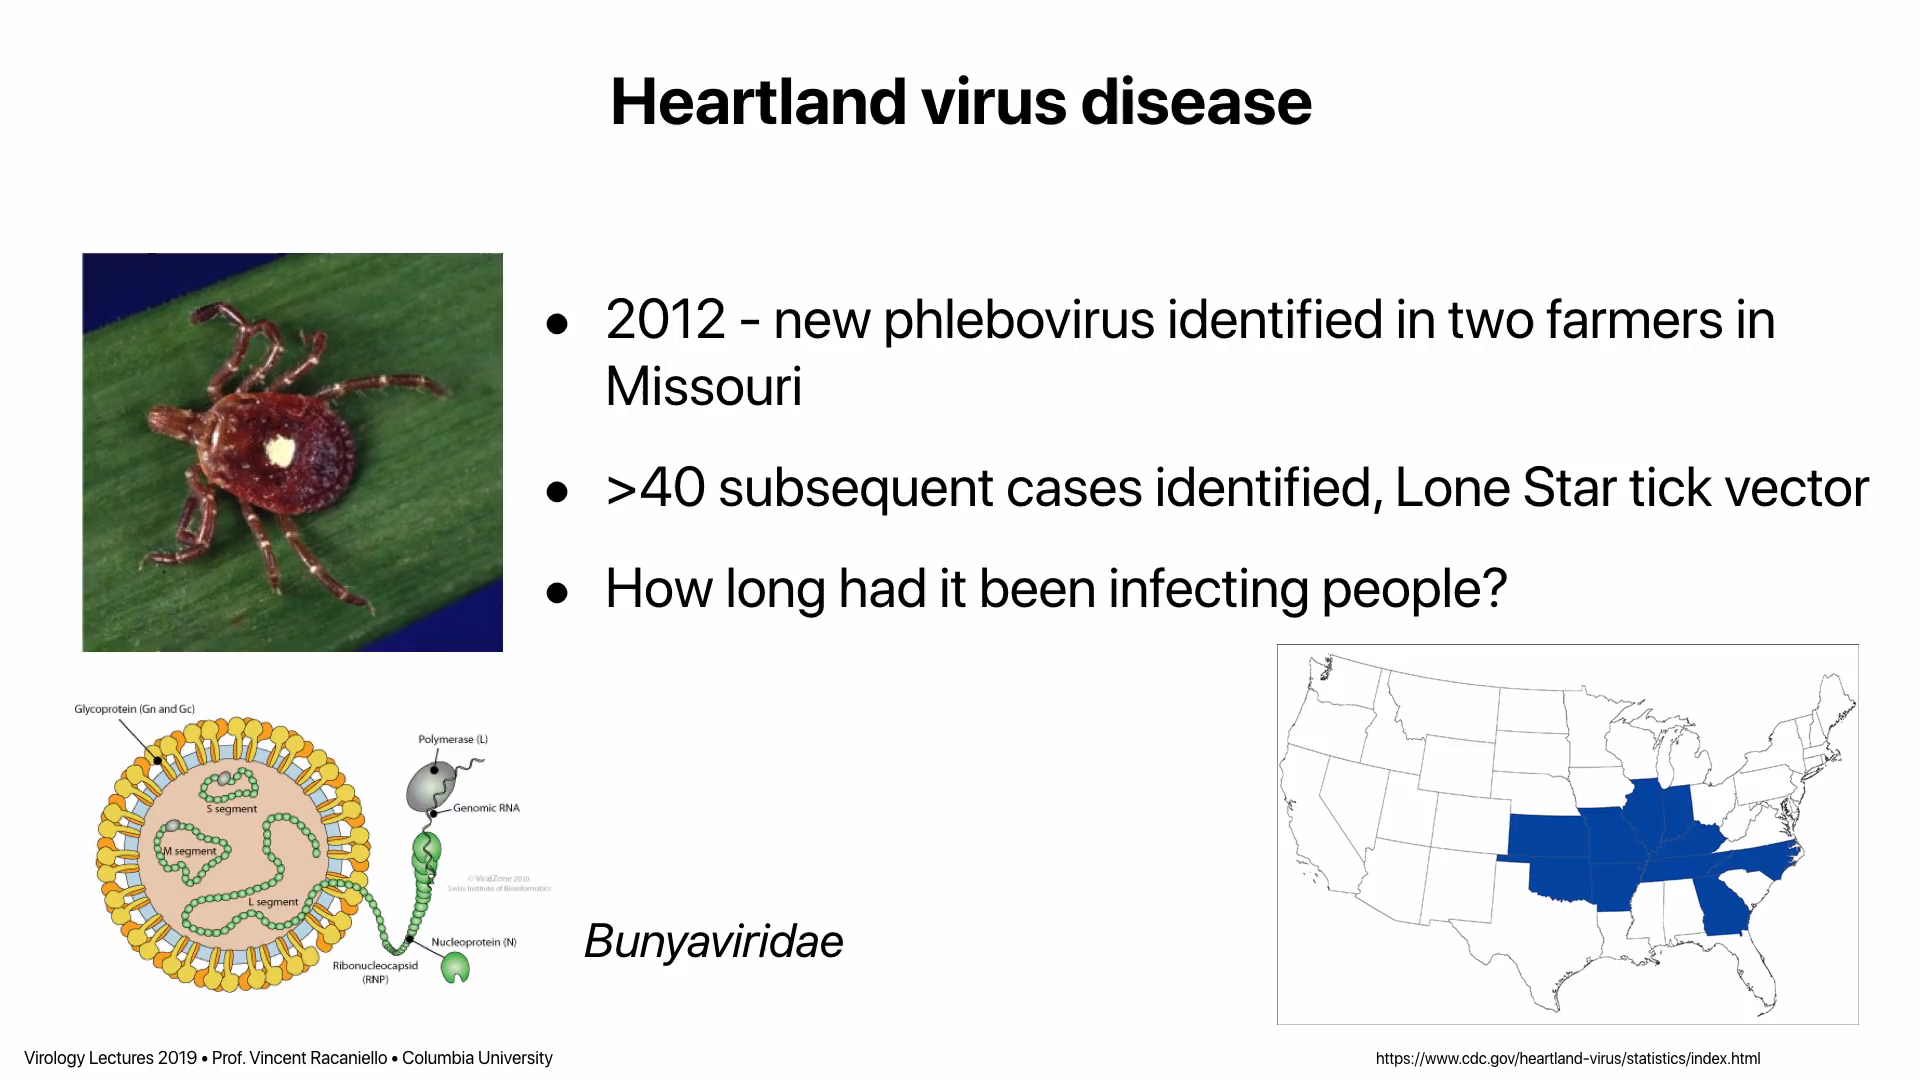 Heartland virus disease
• 2012 - new phlebovirus identified in two farmers in
Missouri
• >40 subsequent cases identified, Lone Star tick vector
• How long had it been infecting people?
Glycoprotein (Gn and Gc)
Polymerase (L)
S segment
Genomic RNA
M segment
© ViralZone 2010
Swiss Institute of Bioinformatics
L segment
Nucleoprotein (N)
Ribonucleocapsid
(RNP)
Bunyaviridae
Virology Lectures 2019 • Prof. Vincent Racaniello • Columbia University
https://www.cdc.gov/heartland-virus/statistics/index.html